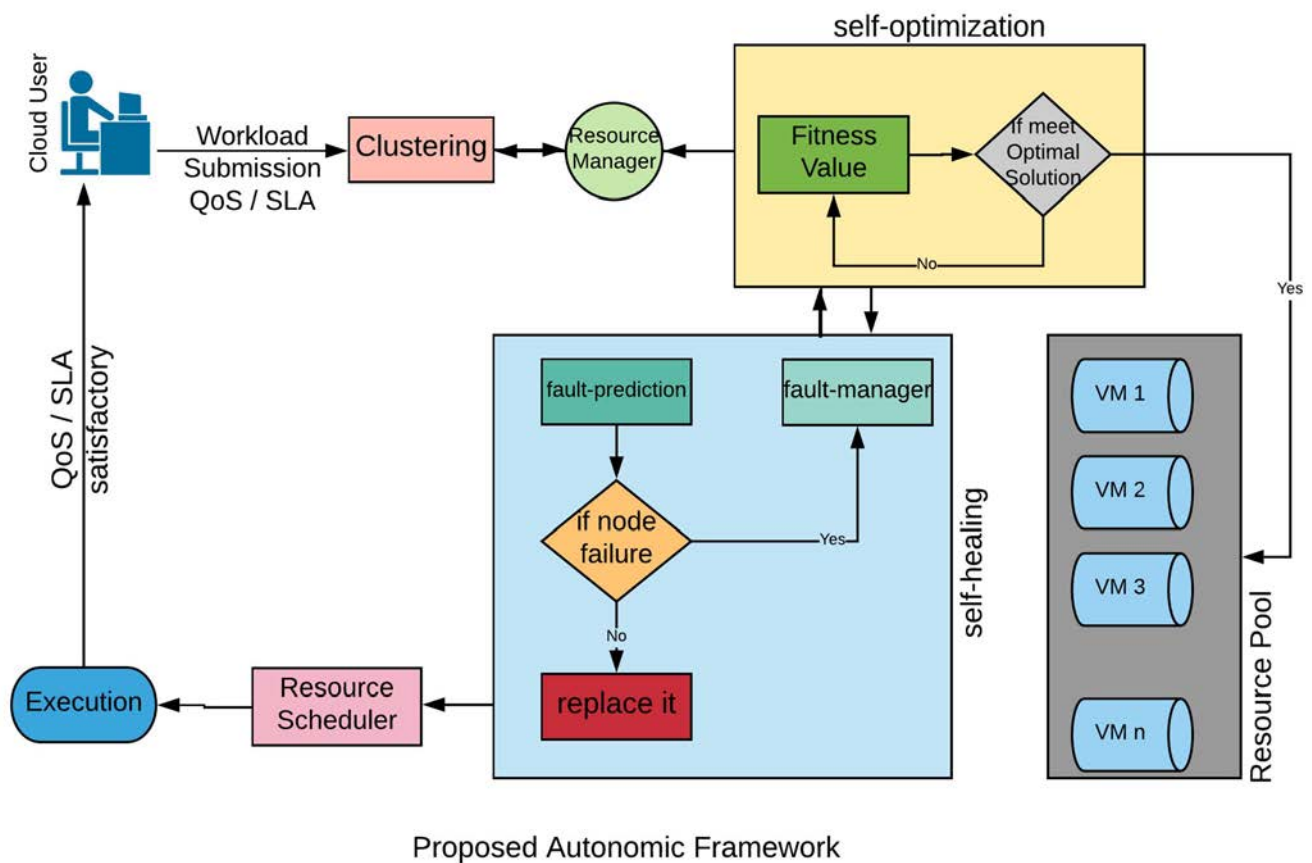 self-optimization
Cloud User
Workload
Submission
QoS / SLA
Clustering
Resource
Manager
Fitness
Value
If meet
Optimal
Solution
No
Yes
QoS / SLA
satisfactory
fault-prediction
fault-manager
if node
failure
Yes
No
replace it
self-healing
VM 1
VM 2
VM 3
VM n
Resource Pool
Execution
Resource
Scheduler
Proposed Autonomic Framework